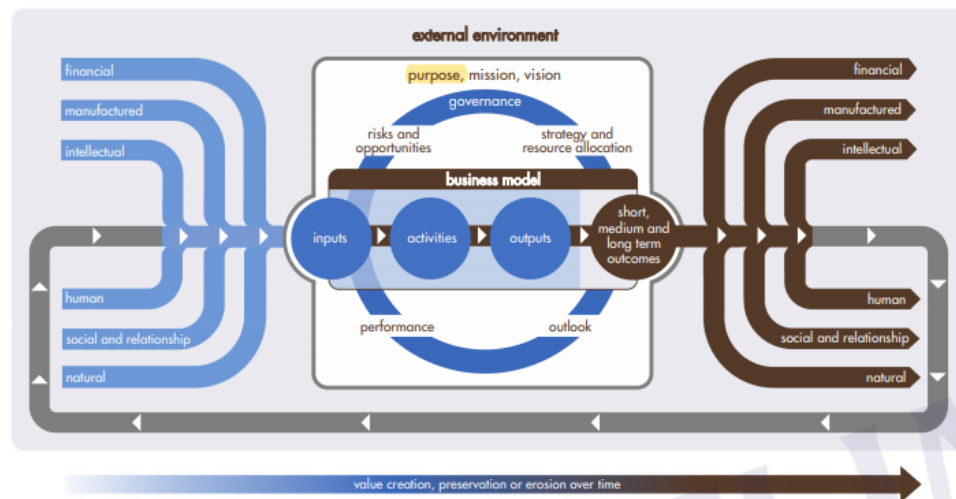 external environment
financial
manufactured
intellectual
human
social and relationship
natural
purpose, mission, vision
governance
risks and
opportunities
strategy and
resource allocation
business model
inputs
activities
outputs
short,
medium and
long term
outcomes
performance
outlook
financial
manufactured
intellectual
human
social and relationship
natural
value creation, preservation or erosion over time